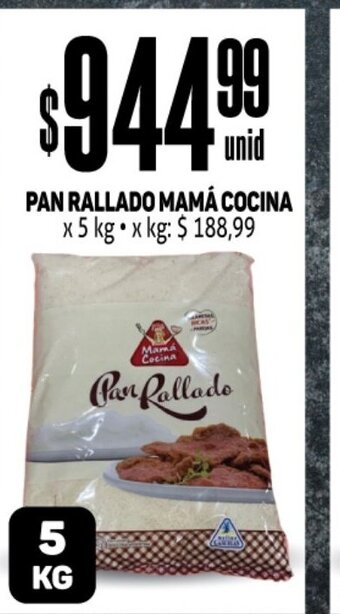 $944 99
unid
PAN RALLADO MAMÁ COCINA
x 5 kg • x kg: $ 188,99
Mamá
Cocina
Pan Rallado
5
KG